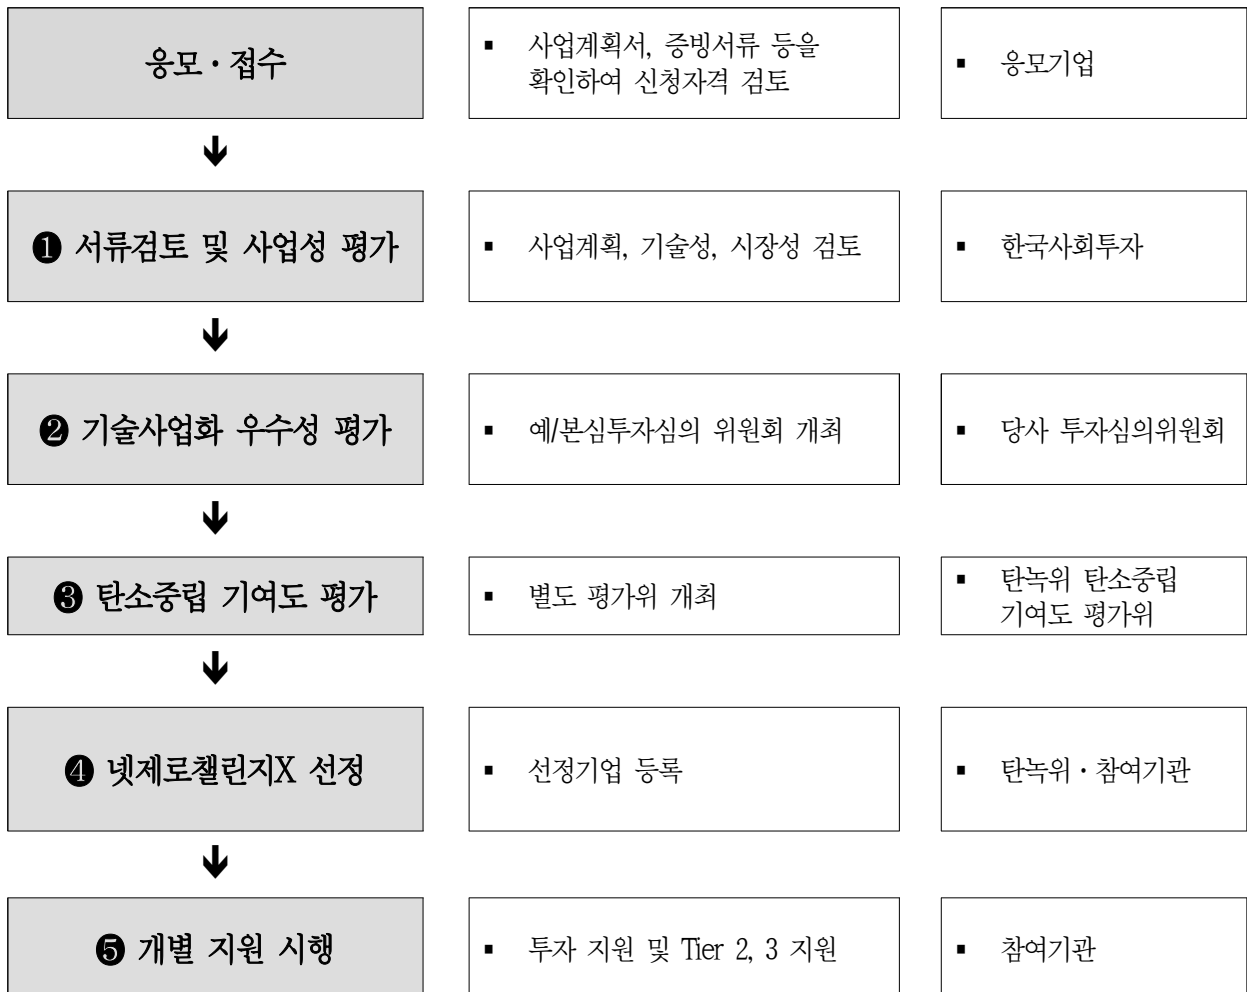 응모・접수
▪ 사업계획서, 증빙서류 등을
확인하여 신청자격 검토
▪ 응모기업
❶ 서류검토 및 사업성 평가
▪ 사업계획, 기술성, 시장성 검토
▪ 한국사회투자
❷ 기술사업화 우수성 평가
▪ 예/본심투자심의 위원회 개최
▪ 당사 투자심의위원회
❸ 탄소중립 기여도 평가
▪ 별도 평가위 개최
▪ 탄녹위 탄소중립
기여도 평가위
❹ 넷제로챌린지X 선정
▪ 선정기업 등록
▪ 탄녹위・참여기관
❺ 개별 지원 시행
▪ 투자 지원 및 Tier 2, 3 지원
▪ 참여기관